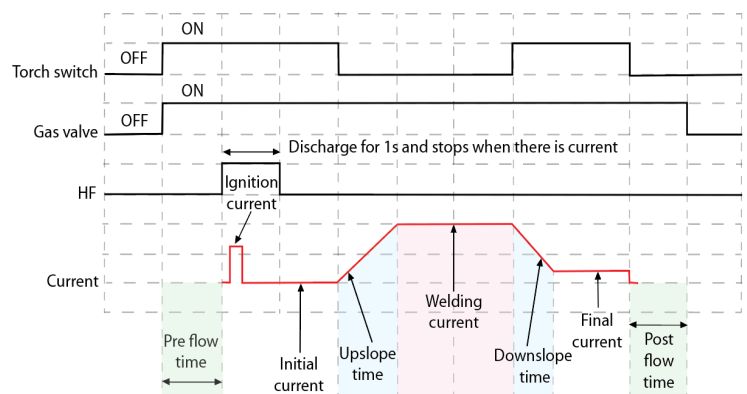 ON
OFF
Torch switch
ON
OFF
Gas valve
Discharge for 1s and stops when there is current
HF
Ignition
current
Current
Welding
current
Pre flow
time
Initial
current
Upslope
time
Downslope
time
Final
current
Post
flow
time